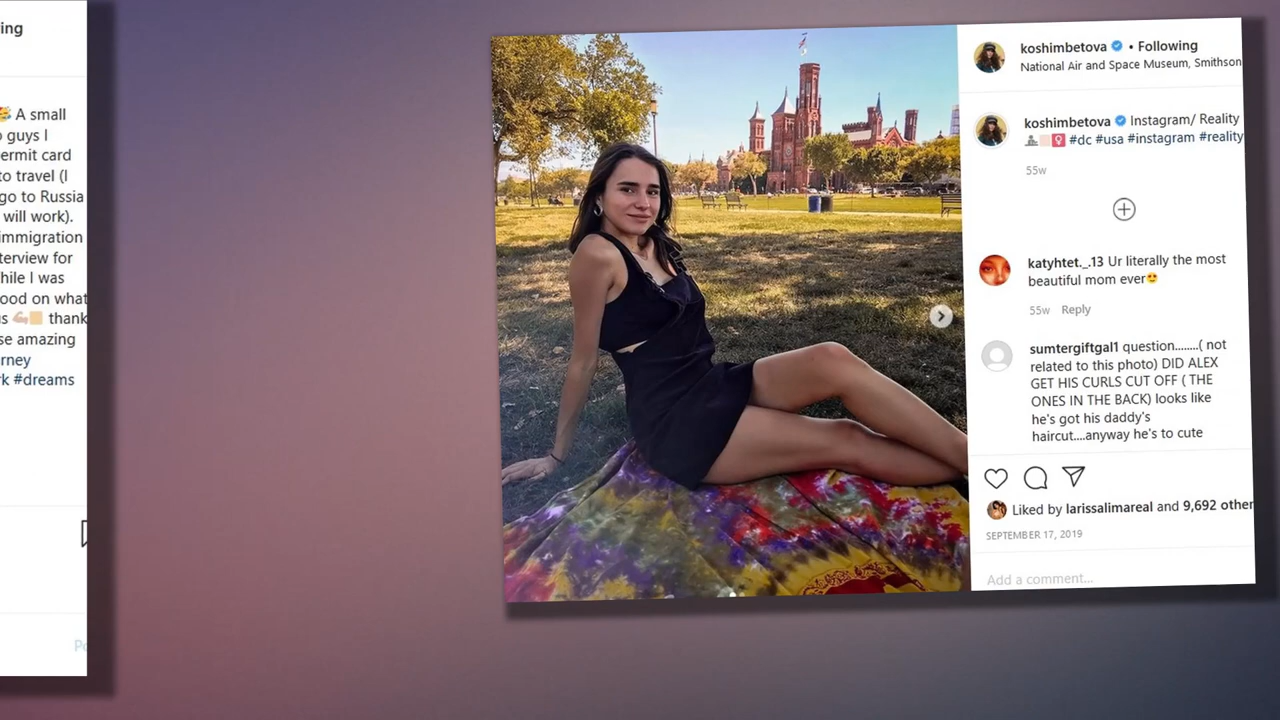 ing
A small
guys I
ermit card
to travel (I
go to Russia
will work).
immigration
terview for
hile I was
ood on what
us 💪🏼🏼 thank
se amazing
rney
rk #dreams
koshimbetova • Following
National Air and Space Museum, Smithson
koshimbetova Instagram/ Reality
#dc #usa #instagram #reality
55w
katyhtet._.13 Ur literally the most
beautiful mom ever😍
55w Reply
sumtergiftgal1 question........( not
related to this photo) DID ALEX
GET HIS CURLS CUT OFF ( THE
ONES IN THE BACK) looks like
he's got his daddy's
haircut....anyway he's to cute
Liked by larissalimareal and 9,692 other
SEPTEMBER 17, 2019
Add a comment...